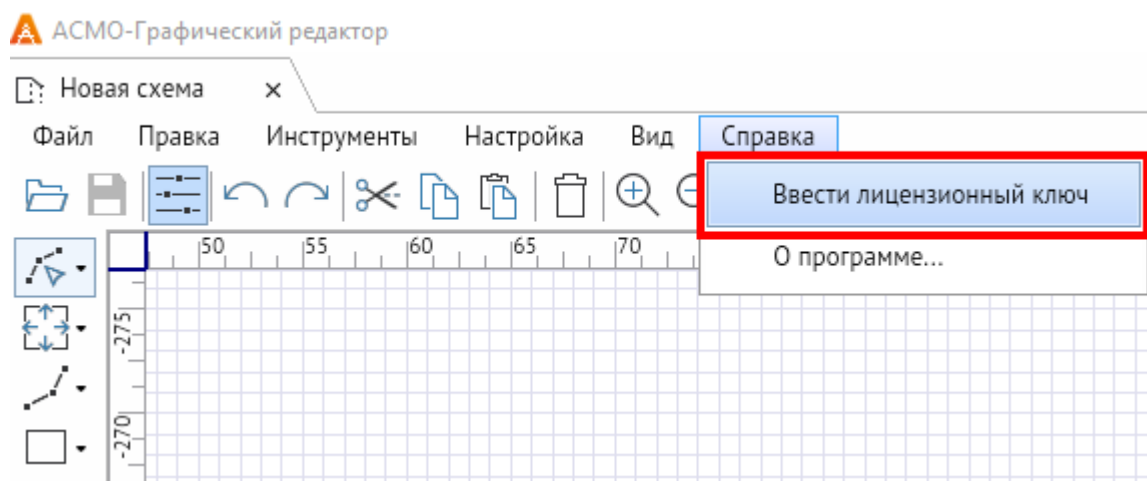 АСМО-Графический редактор
Новая схема
Файл Правка Инструменты Настройка Вид Справка
Ввести лицензионный ключ
50 55 60 65 70
О программе...
-275
-270